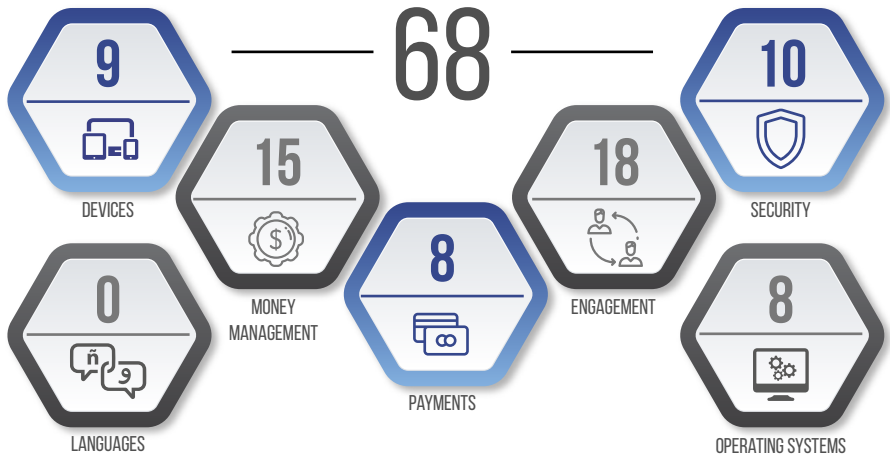 68
9
DEVICES
10
SECURITY
15
MONEY
MANAGEMENT
18
ENGAGEMENT
$
8
PAYMENTS
0
ñ
و
LANGUAGES
8
OPERATING SYSTEMS